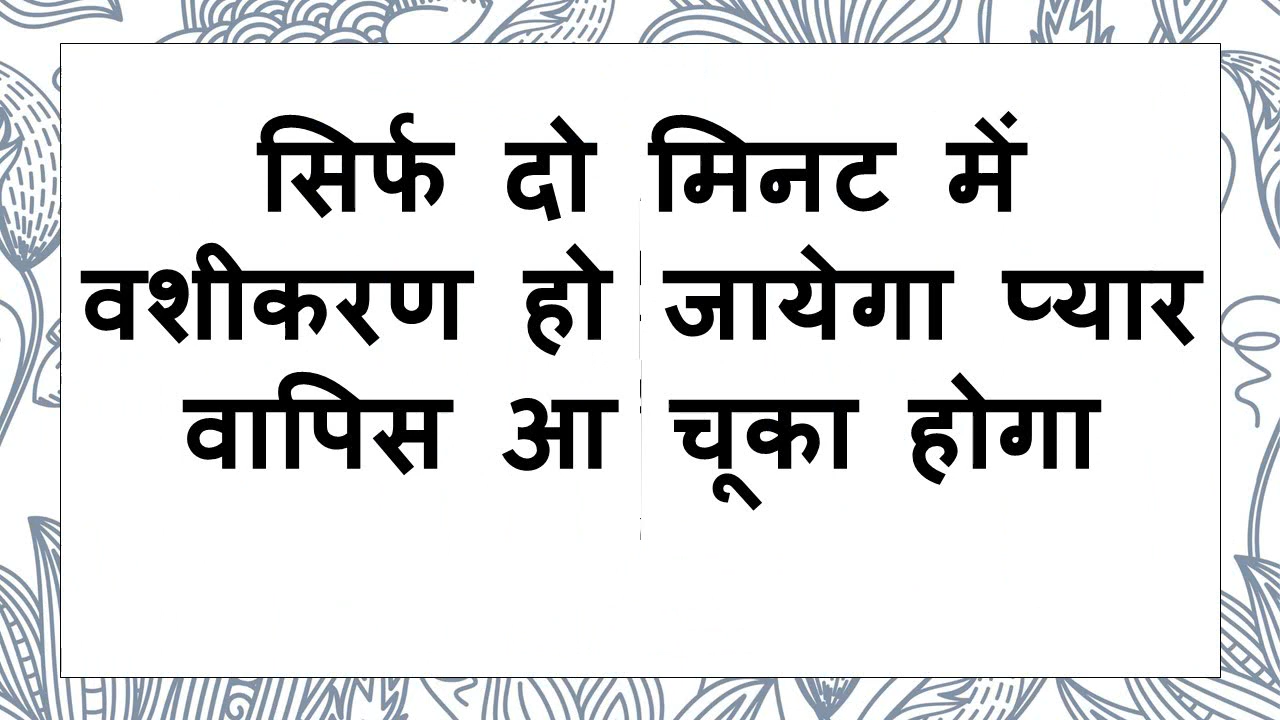 सिर्फ दो मिनट में
वशीकरण हो जायेगा प्यार
वापिस आ चूका होगा